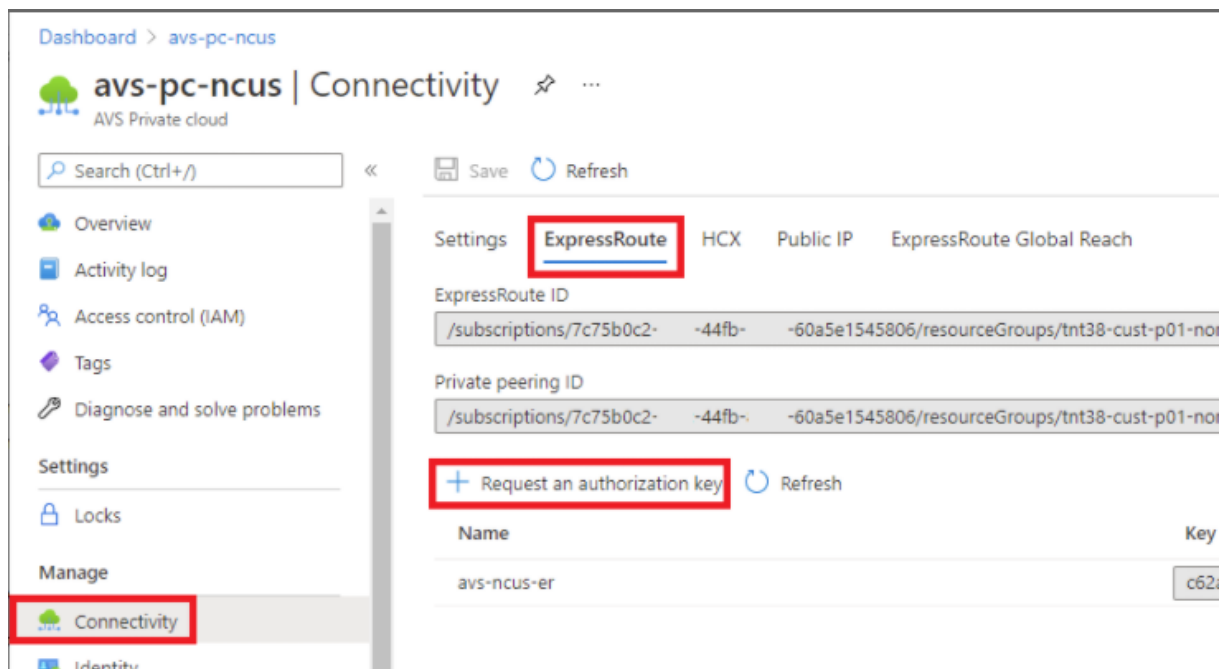 Dashboard > avs-pc-ncus
avs-pc-ncus | Connectivity ...
AVS Private cloud
Search (Ctrl+/) «
Overview
Activity log
Access control (IAM)
Tags
Diagnose and solve problems
Settings
Locks
Manage
Connectivity
Identity
Save Refresh
Settings ExpressRoute HCX Public IP ExpressRoute Global Reach
ExpressRoute ID
/subscriptions/7c75b0c2- -44fb- -60a5e1545806/resourceGroups/tnt38-cust-p01-nor
Private peering ID
/subscriptions/7c75b0c2- -44fb- -60a5e1545806/resourceGroups/tnt38-cust-p01-nor
+ Request an authorization key Refresh
Name Key
avs-ncus-er c62a